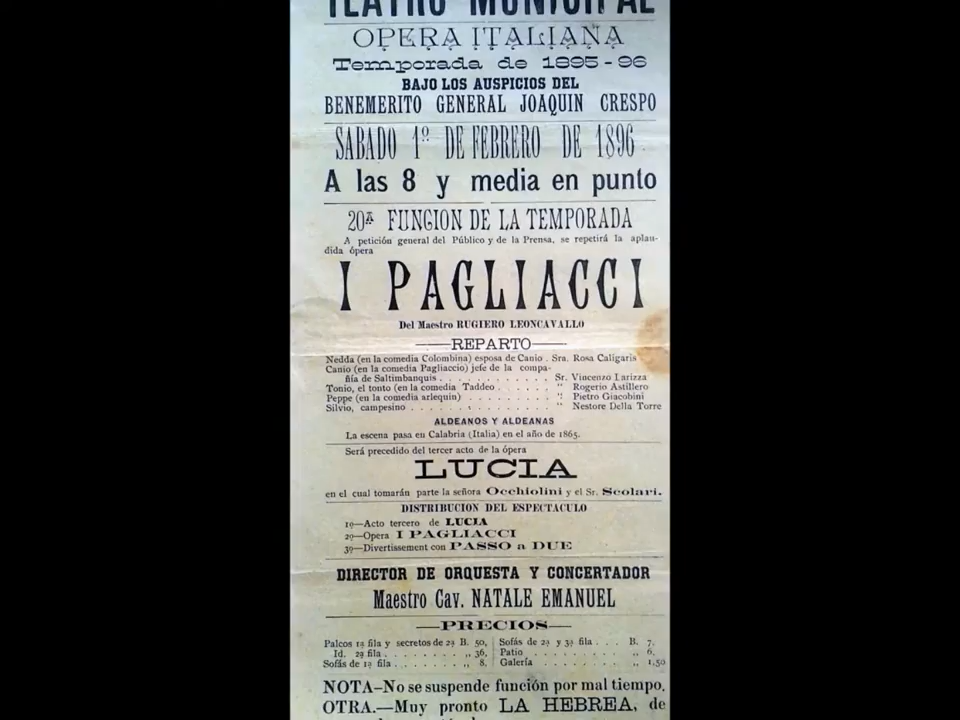 TEATRO MUNICIPAL
OPERA ITALIANA
Temporada de 1895-96
BAJO LOS AUSPICIOS DEL
BENEMERITO GENERAL JOAQUIN CRESPO
SABADO 1º DE FEBRERO DE 1896
A las 8 y media en punto
20ª FUNCION DE LA TEMPORADA
A petición general del Público y de la Prensa, se repetirá la aplau-
dida ópera
I PAGLIACCI
Del Maestro RUGIERO LEONCAVALLO
REPARTO
Nedda (en la comedia Colombina) esposa de Canio . Sra. Rosa Caligaris
Canio (en la comedia Pagliaccio) jefe de la compa-
ñia de Saltimbanquis . . . . . . . . . . . Sr. Vincenzo Larizza
Tonio, el tonto (en la comedia Taddeo . . . . . . " Rogerio Astillero
Peppe (en la comedia arlequin) . . . . . . . . . . " Pietro Giacobini
Silvio, campesino . . . . . . . . . . . . . . " Nestore Della Torre
ALDEANOS Y ALDEANAS
La escena pasa en Calabria (Italia) en el año de 1865.
Será precedido del tercer acto de la ópera
LUCIA
en el cual tomarán parte la señora Occhiolini y el Sr. Scolari.
DISTRIBUCION DEL ESPECTACULO
1º—Acto tercero de LUCIA
2º—Opera I PAGLIACCI
3º—Divertissement con PASSO a DUE
DIRECTOR DE ORQUESTA Y CONCERTADOR
Maestro Cav. NATALE EMANUEL
PRECIOS
Palcos 1ª fila y secretos de 2ª B. 50,
Id. 2ª fila . . . . . . . . . . . „ 36,
Sofás de 1ª fila . . . . . . . . „ 8.
Sofás de 2ª y 3ª fila . . . B. 7,
Patio . . . . . . . . . . . „ 6.
Galería . . . . . . . . . . „ 1,50
NOTA–No se suspende función por mal tiempo.
OTRA.—Muy pronto LA HEBREA, de